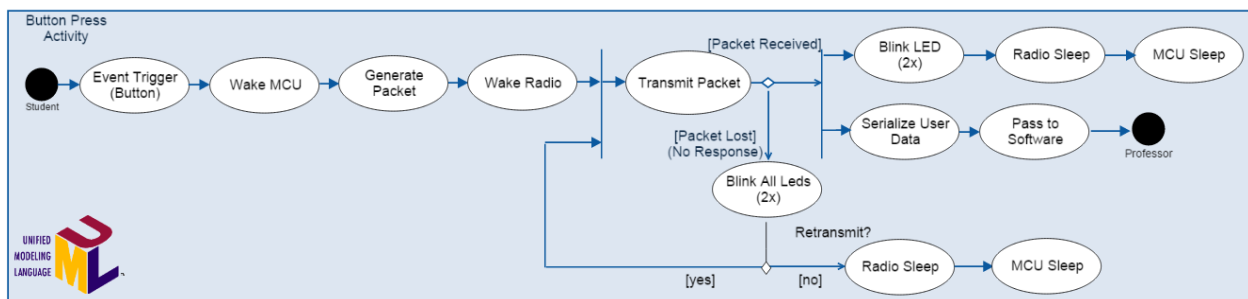 Button Press
Activity
Student
Event Trigger
(Button)
Wake MCU
Generate
Packet
Wake Radio
Transmit Packet
[Packet Received]
Blink LED
(2x)
Radio Sleep
MCU Sleep
Serialize User
Data
Pass to
Software
Professor
[Packet Lost]
(No Response)
Blink All Leds
(2x)
Retransmit?
[yes]
[no]
Radio Sleep
MCU Sleep
UNIFIED
MODELING
LANGUAGE
UML